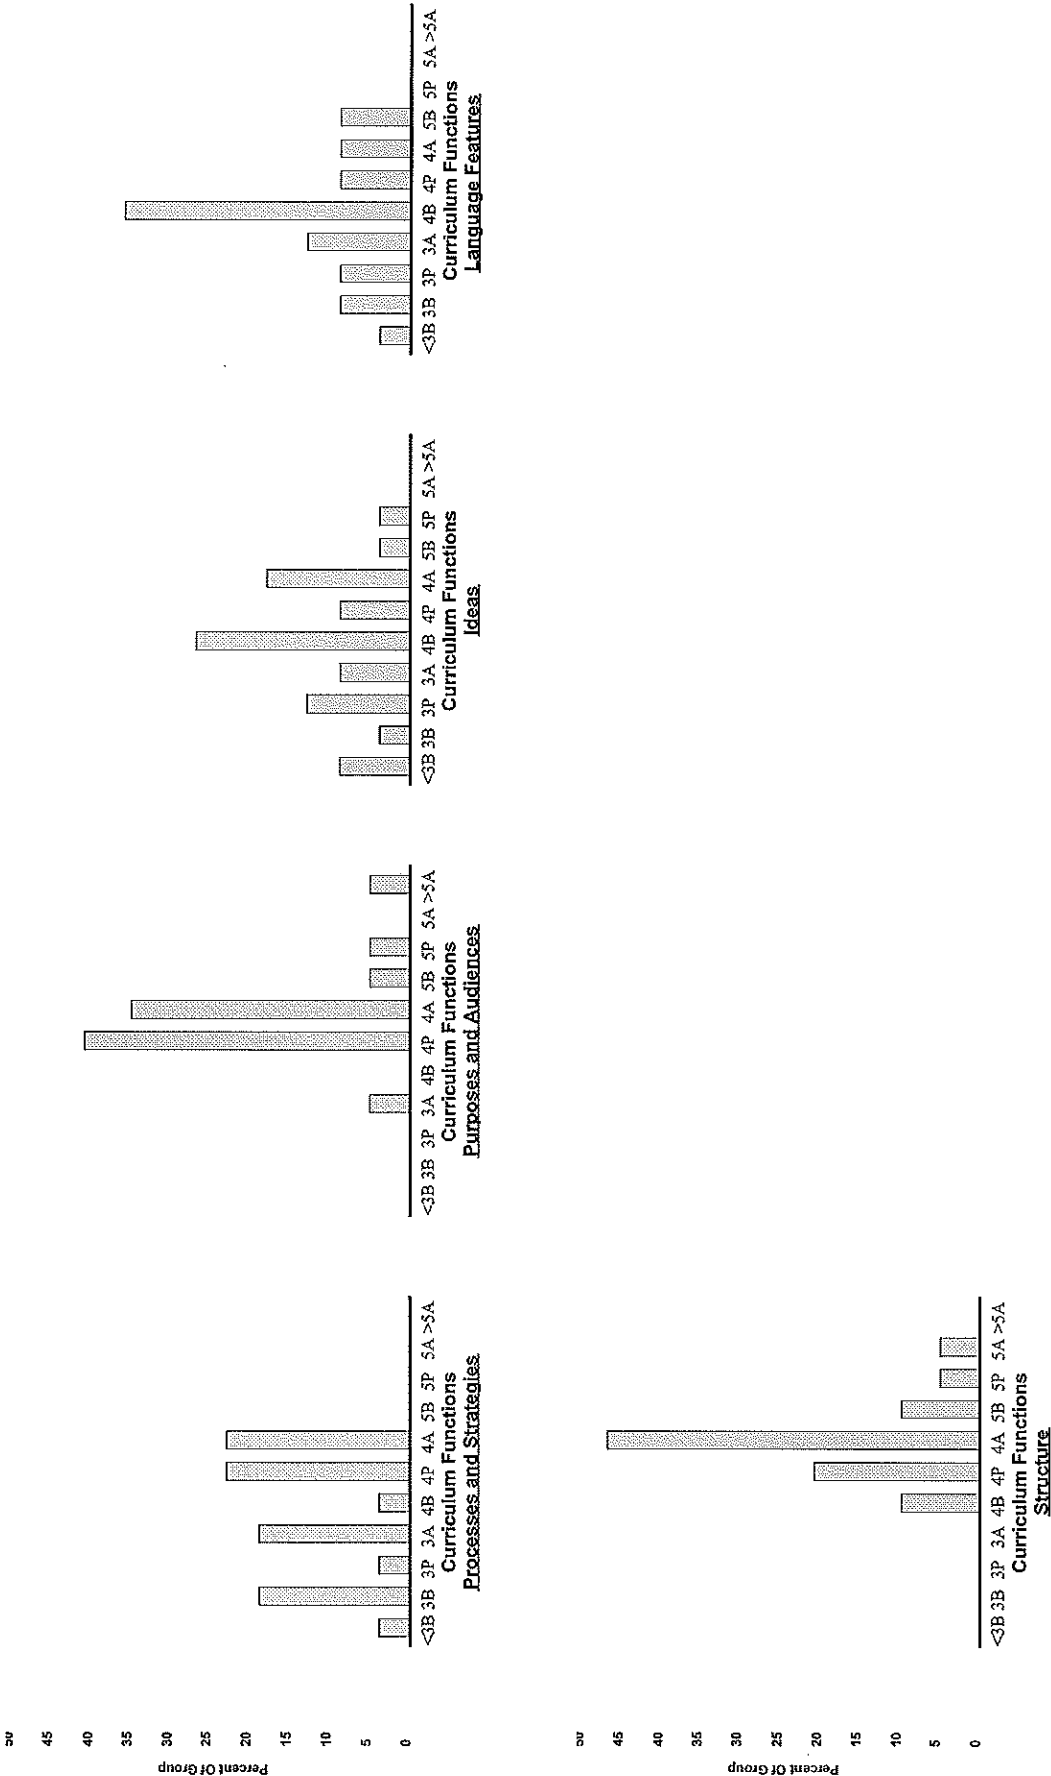 50
45
40
35
30
25
20
15
10
5
0
Percent Of Group
<3B 3B 3P 3A 4B 4P 4A 5B 5P 5A >5A
Curriculum Functions
Processes and Strategies
<3B 3B 3P 3A 4B 4P 4A 5B 5P 5A >5A
Curriculum Functions
Purposes and Audiences
<3B 3B 3P 3A 4B 4P 4A 5B 5P 5A >5A
Curriculum Functions
Ideas
<3B 3B 3P 3A 4B 4P 4A 5B 5P 5A >5A
Curriculum Functions
Language Features
50
45
40
35
30
25
20
15
10
5
0
Percent Of Group
<3B 3B 3P 3A 4B 4P 4A 5B 5P 5A >5A
Curriculum Functions
Structure